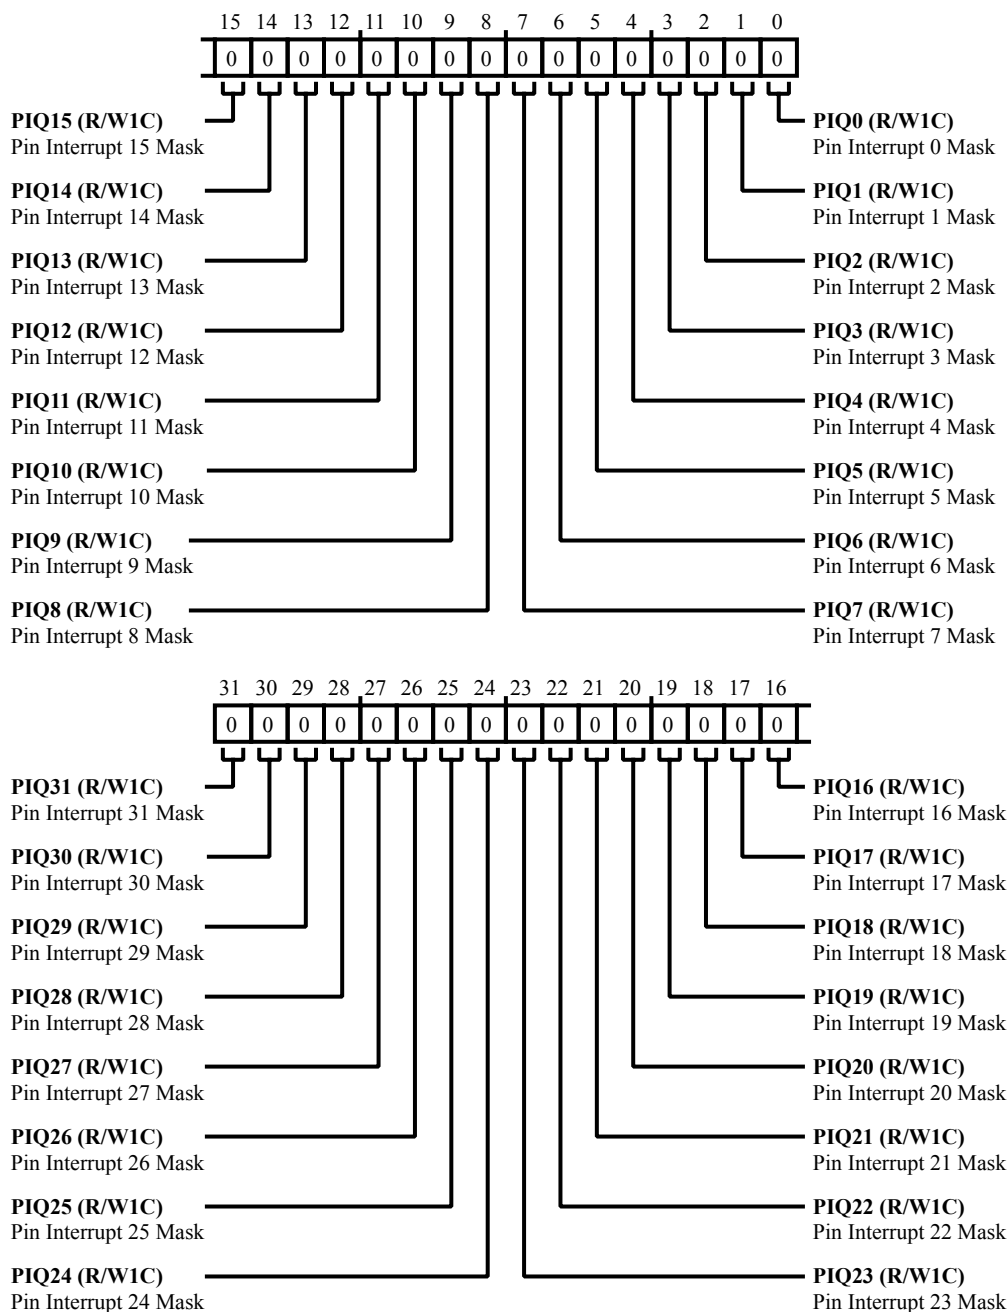 15 14 13 12 11 10 9 8 7 6 5 4 3 2 1 0
0 0 0 0 0 0 0 0 0 0 0 0 0 0 0 0
PIQ15 (R/W1C)
Pin Interrupt 15 Mask
PIQ14 (R/W1C)
Pin Interrupt 14 Mask
PIQ13 (R/W1C)
Pin Interrupt 13 Mask
PIQ12 (R/W1C)
Pin Interrupt 12 Mask
PIQ11 (R/W1C)
Pin Interrupt 11 Mask
PIQ10 (R/W1C)
Pin Interrupt 10 Mask
PIQ9 (R/W1C)
Pin Interrupt 9 Mask
PIQ8 (R/W1C)
Pin Interrupt 8 Mask
PIQ0 (R/W1C)
Pin Interrupt 0 Mask
PIQ1 (R/W1C)
Pin Interrupt 1 Mask
PIQ2 (R/W1C)
Pin Interrupt 2 Mask
PIQ3 (R/W1C)
Pin Interrupt 3 Mask
PIQ4 (R/W1C)
Pin Interrupt 4 Mask
PIQ5 (R/W1C)
Pin Interrupt 5 Mask
PIQ6 (R/W1C)
Pin Interrupt 6 Mask
PIQ7 (R/W1C)
Pin Interrupt 7 Mask
31 30 29 28 27 26 25 24 23 22 21 20 19 18 17 16
0 0 0 0 0 0 0 0 0 0 0 0 0 0 0 0
PIQ31 (R/W1C)
Pin Interrupt 31 Mask
PIQ30 (R/W1C)
Pin Interrupt 30 Mask
PIQ29 (R/W1C)
Pin Interrupt 29 Mask
PIQ28 (R/W1C)
Pin Interrupt 28 Mask
PIQ27 (R/W1C)
Pin Interrupt 27 Mask
PIQ26 (R/W1C)
Pin Interrupt 26 Mask
PIQ25 (R/W1C)
Pin Interrupt 25 Mask
PIQ24 (R/W1C)
Pin Interrupt 24 Mask
PIQ16 (R/W1C)
Pin Interrupt 16 Mask
PIQ17 (R/W1C)
Pin Interrupt 17 Mask
PIQ18 (R/W1C)
Pin Interrupt 18 Mask
PIQ19 (R/W1C)
Pin Interrupt 19 Mask
PIQ20 (R/W1C)
Pin Interrupt 20 Mask
PIQ21 (R/W1C)
Pin Interrupt 21 Mask
PIQ22 (R/W1C)
Pin Interrupt 22 Mask
PIQ23 (R/W1C)
Pin Interrupt 23 Mask